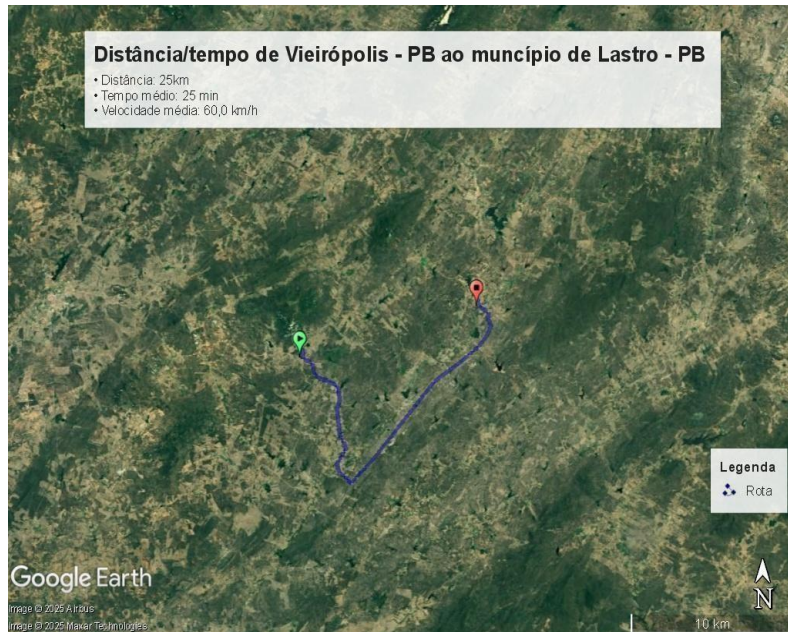 Distância/tempo de Vieirópolis - PB ao muncípio de Lastro - PB
• Distância: 25km
• Tempo médio: 25 min
• Velocidade média: 60,0 km/h
Legenda
Rota
Google Earth
Image © 2025 Airbus
Image © 2025 Maxar Technologies
N
10 km